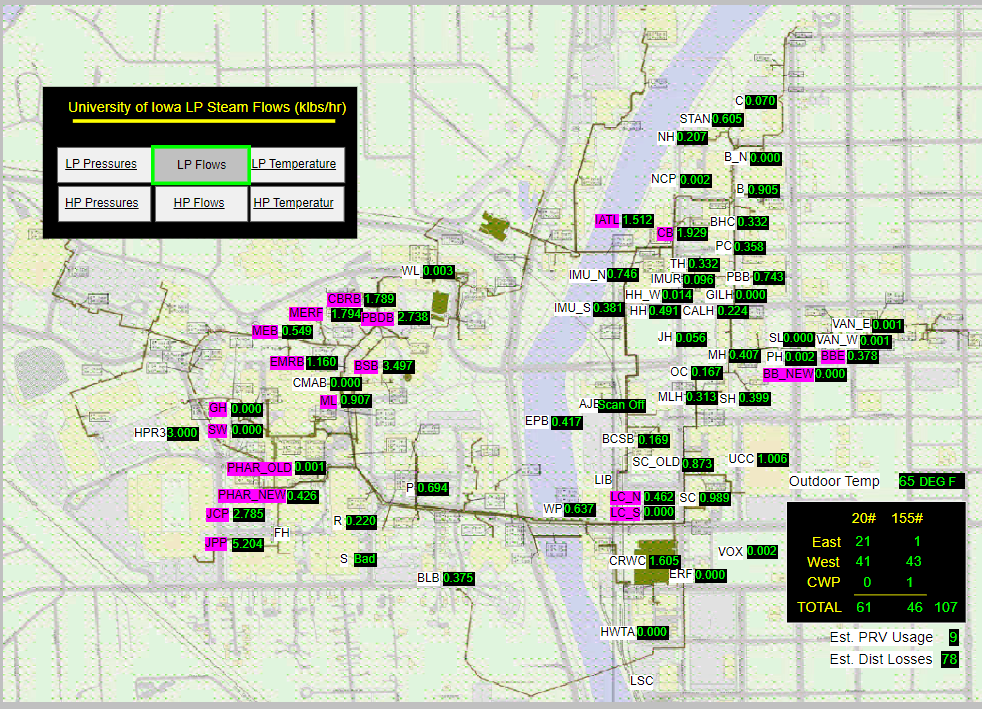 University of Iowa LP Steam Flows (klbs/hr)
LP Pressures LP Flows LP Temperature
HP Pressures HP Flows HP Temperatur
C 0.070
STAN 0.605
NH 0.207
B_N 0.000
NCP 0.002
B 0.905
IATL 1.512
BHC 0.332
CB 1.929
PC 0.358
TH 0.332
WL 0.003
IMU_N 0.746
IMUR 0.096
PBB 0.743
HH_W 0.014
GILH 0.000
CBRB 1.789
IMU_S 0.381
HH 0.491
CALH 0.224
MERF 1.794
PBDB 2.738
VAN_E 0.001
MEB 0.549
JH 0.056
SL 0.000
VAN_W 0.001
MH 0.407
PH 0.002
BBE 0.378
EMRB 1.160
BSB 3.497
OC 0.167
BB_NEW 0.000
CMAB 0.000
ML 0.907
MLH 0.313
SH 0.399
GH 0.000
AJB Scan Off
EPB 0.417
SW 0.000
HPR3 3.000
BCSB 0.169
UCC 1.006
SC_OLD 0.873
PHAR_OLD 0.001
LIB
Outdoor Temp 65 DEG F
P 0.694
PHAR_NEW 0.426
LC_N 0.462
SC 0.989
WP 0.637
LC_S 0.000
JCP 2.785
R 0.220
FH
JPP 5.204
S Bad
CRWC 1.605
VOX 0.002
ERF 0.000
BLB 0.375
20# 155#
East 21 1
West 41 43
CWP 0 1
TOTAL 61 46 107
HWTA 0.000
Est. PRV Usage 9
Est. Dist Losses 78
LSC